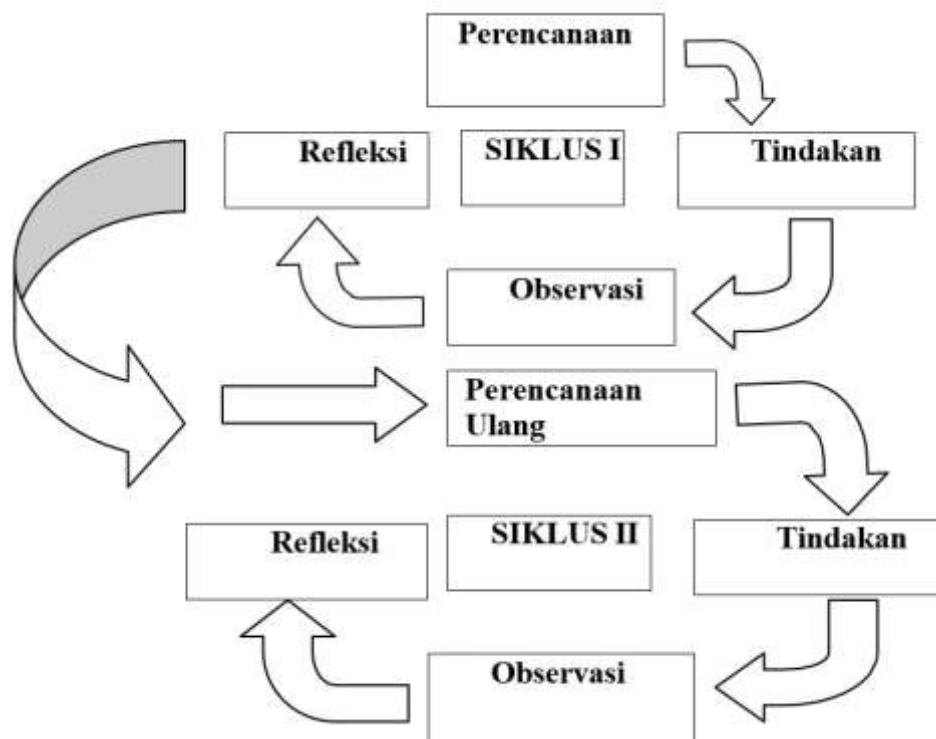 Perencanaan
Refleksi
SIKLUS I
Tindakan
Observasi
Perencanaan
Ulang
Refleksi
SIKLUS II
Tindakan
Observasi